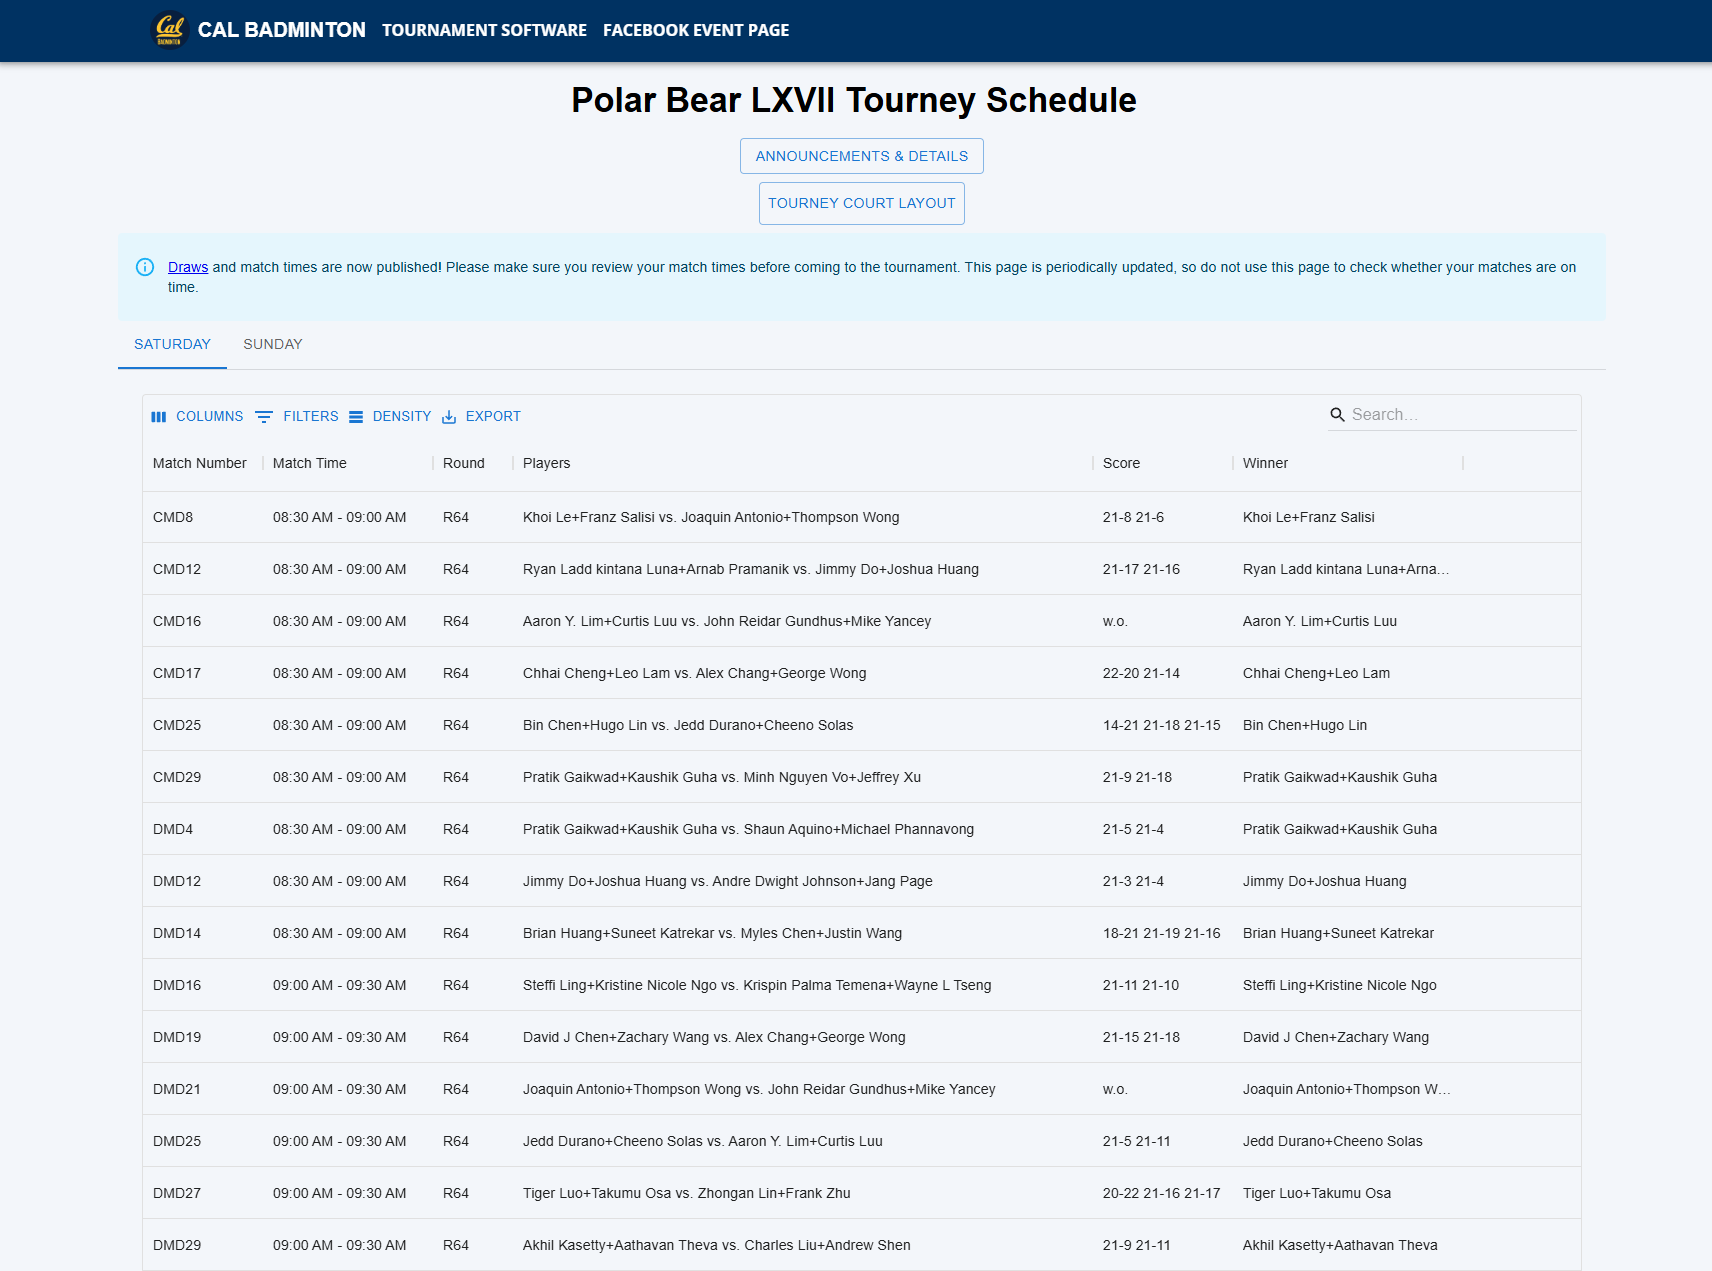 Cal BADMINTON CAL BADMINTON TOURNAMENT SOFTWARE FACEBOOK EVENT PAGE
Polar Bear LXVII Tourney Schedule
ANNOUNCEMENTS & DETAILS
TOURNEY COURT LAYOUT
Draws and match times are now published! Please make sure you review your match times before coming to the tournament. This page is periodically updated, so do not use this page to check whether your matches are on
time.
SATURDAY SUNDAY
COLUMNS FILTERS DENSITY EXPORT Search…
Match Number Match Time Round Players Score Winner
CMD8 08:30 AM - 09:00 AM R64 Khoi Le+Franz Salisi vs. Joaquin Antonio+Thompson Wong 21-8 21-6 Khoi Le+Franz Salisi
CMD12 08:30 AM - 09:00 AM R64 Ryan Ladd kintana Luna+Arnab Pramanik vs. Jimmy Do+Joshua Huang 21-17 21-16 Ryan Ladd kintana Luna+Arna…
CMD16 08:30 AM - 09:00 AM R64 Aaron Y. Lim+Curtis Luu vs. John Reidar Gundhus+Mike Yancey w.o. Aaron Y. Lim+Curtis Luu
CMD17 08:30 AM - 09:00 AM R64 Chhai Cheng+Leo Lam vs. Alex Chang+George Wong 22-20 21-14 Chhai Cheng+Leo Lam
CMD25 08:30 AM - 09:00 AM R64 Bin Chen+Hugo Lin vs. Jedd Durano+Cheeno Solas 14-21 21-18 21-15 Bin Chen+Hugo Lin
CMD29 08:30 AM - 09:00 AM R64 Pratik Gaikwad+Kaushik Guha vs. Minh Nguyen Vo+Jeffrey Xu 21-9 21-18 Pratik Gaikwad+Kaushik Guha
DMD4 08:30 AM - 09:00 AM R64 Pratik Gaikwad+Kaushik Guha vs. Shaun Aquino+Michael Phannavong 21-5 21-4 Pratik Gaikwad+Kaushik Guha
DMD12 08:30 AM - 09:00 AM R64 Jimmy Do+Joshua Huang vs. Andre Dwight Johnson+Jang Page 21-3 21-4 Jimmy Do+Joshua Huang
DMD14 08:30 AM - 09:00 AM R64 Brian Huang+Suneet Katrekar vs. Myles Chen+Justin Wang 18-21 21-19 21-16 Brian Huang+Suneet Katrekar
DMD16 09:00 AM - 09:30 AM R64 Steffi Ling+Kristine Nicole Ngo vs. Krispin Palma Temena+Wayne L Tseng 21-11 21-10 Steffi Ling+Kristine Nicole Ngo
DMD19 09:00 AM - 09:30 AM R64 David J Chen+Zachary Wang vs. Alex Chang+George Wong 21-15 21-18 David J Chen+Zachary Wang
DMD21 09:00 AM - 09:30 AM R64 Joaquin Antonio+Thompson Wong vs. John Reidar Gundhus+Mike Yancey w.o. Joaquin Antonio+Thompson W…
DMD25 09:00 AM - 09:30 AM R64 Jedd Durano+Cheeno Solas vs. Aaron Y. Lim+Curtis Luu 21-5 21-11 Jedd Durano+Cheeno Solas
DMD27 09:00 AM - 09:30 AM R64 Tiger Luo+Takumu Osa vs. Zhongan Lin+Frank Zhu 20-22 21-16 21-17 Tiger Luo+Takumu Osa
DMD29 09:00 AM - 09:30 AM R64 Akhil Kasetty+Aathavan Theva vs. Charles Liu+Andrew Shen 21-9 21-11 Akhil Kasetty+Aathavan Theva